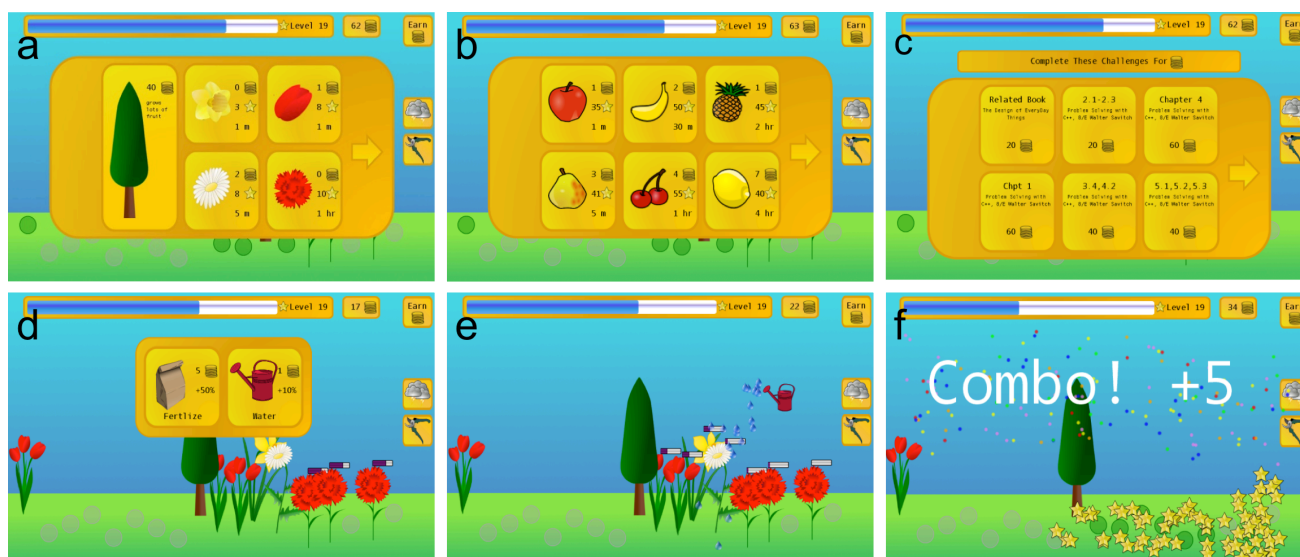 a
Level 19
62
Earn
40
grows
lots of
fruit
0
3
1 m
1
8
1 m
2
8
5 m
0
10
1 hr
b
Level 19
63
Earn
1
35
1 m
2
50
30 m
1
45
2 hr
3
41
5 m
4
55
1 hr
7
40
4 hr
c
Level 19
62
Earn
Complete These Challenges For
Related Book
The Design of EveryDay
Things
20
2.1-2.3
Problem Solving with
C++, 8/E Walter Savitch
20
Chapter 4
Problem Solving with
C++, 8/E Walter Savitch
60
Chpt 1
Problem Solving with
C++, 8/E Walter Savitch
60
3.4,4.2
Problem Solving with
C++, 8/E Walter Savitch
40
5.1,5.2,5.3
Problem Solving with
C++, 8/E Walter Savitch
40
d
Level 19
17
Earn
5
+50%
Fertlize
1
+10%
Water
e
Level 19
22
Earn
f
Level 19
34
Earn
Combo! +5